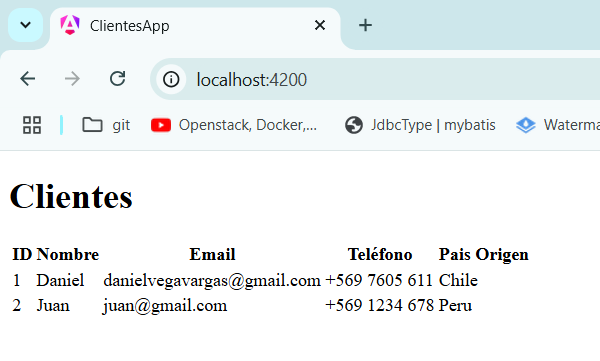 ClientesApp
localhost:4200
git Openstack, Docker,... JdbcType | mybatis Waterma
Clientes
ID Nombre Email Teléfono Pais Origen
1 Daniel danielvegavargas@gmail.com +569 7605 611 Chile
2 Juan juan@gmail.com +569 1234 678 Peru